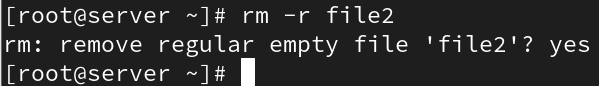 [root@server ~]# rm -r file2
rm: remove regular empty file 'file2'? yes
[root@server ~]#